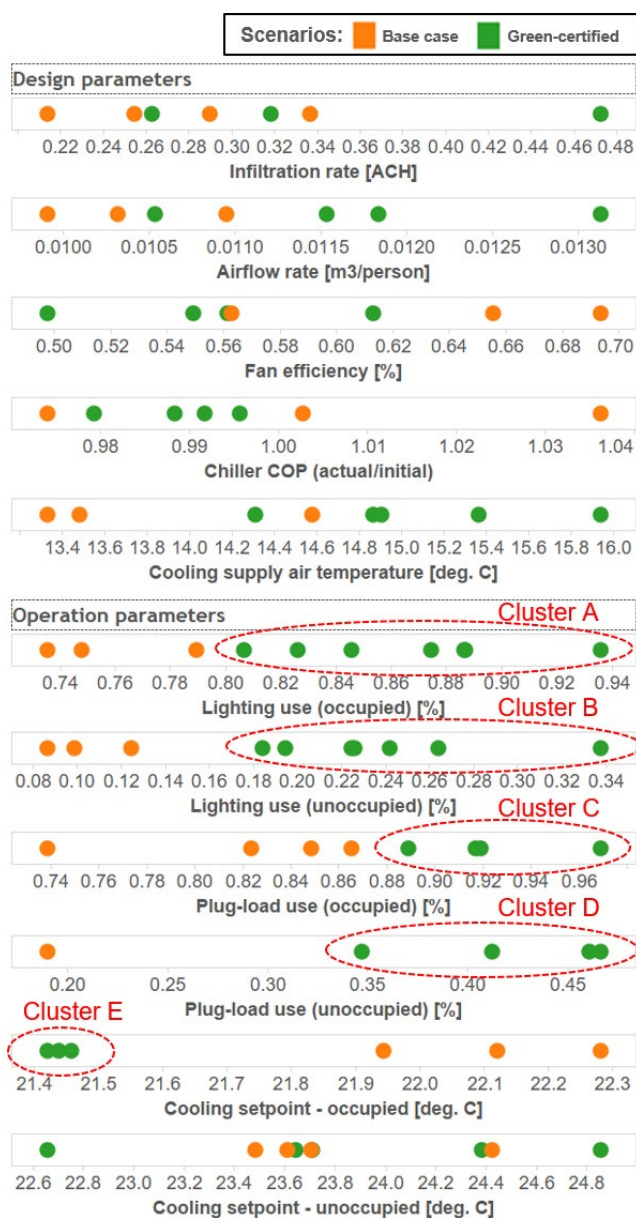 Scenarios: Base case Green-certified
Design parameters
0.22 0.24 0.26 0.28 0.30 0.32 0.34 0.36 0.38 0.40 0.42 0.44 0.46 0.48
Infiltration rate [ACH]
0.0100 0.0105 0.0110 0.0115 0.0120 0.0125 0.0130
Airflow rate [m3/person]
0.50 0.52 0.54 0.56 0.58 0.60 0.62 0.64 0.66 0.68 0.70
Fan efficiency [%]
0.98 0.99 1.00 1.01 1.02 1.03 1.04
Chiller COP (actual/initial)
13.4 13.6 13.8 14.0 14.2 14.4 14.6 14.8 15.0 15.2 15.4 15.6 15.8 16.0
Cooling supply air temperature [deg. C]
Operation parameters
Cluster A
0.74 0.76 0.78 0.80 0.82 0.84 0.86 0.88 0.90 0.92 0.94
Lighting use (occupied) [%]
Cluster B
0.08 0.10 0.12 0.14 0.16 0.18 0.20 0.22 0.24 0.26 0.28 0.30 0.32 0.34
Lighting use (unoccupied) [%]
Cluster C
0.74 0.76 0.78 0.80 0.82 0.84 0.86 0.88 0.90 0.92 0.94 0.96
Plug-load use (occupied) [%]
Cluster D
0.20 0.25 0.30 0.35 0.40 0.45
Plug-load use (unoccupied) [%]
Cluster E
21.4 21.5 21.6 21.7 21.8 21.9 22.0 22.1 22.2 22.3
Cooling setpoint - occupied [deg. C]
22.6 22.8 23.0 23.2 23.4 23.6 23.8 24.0 24.2 24.4 24.6 24.8
Cooling setpoint - unoccupied [deg. C]